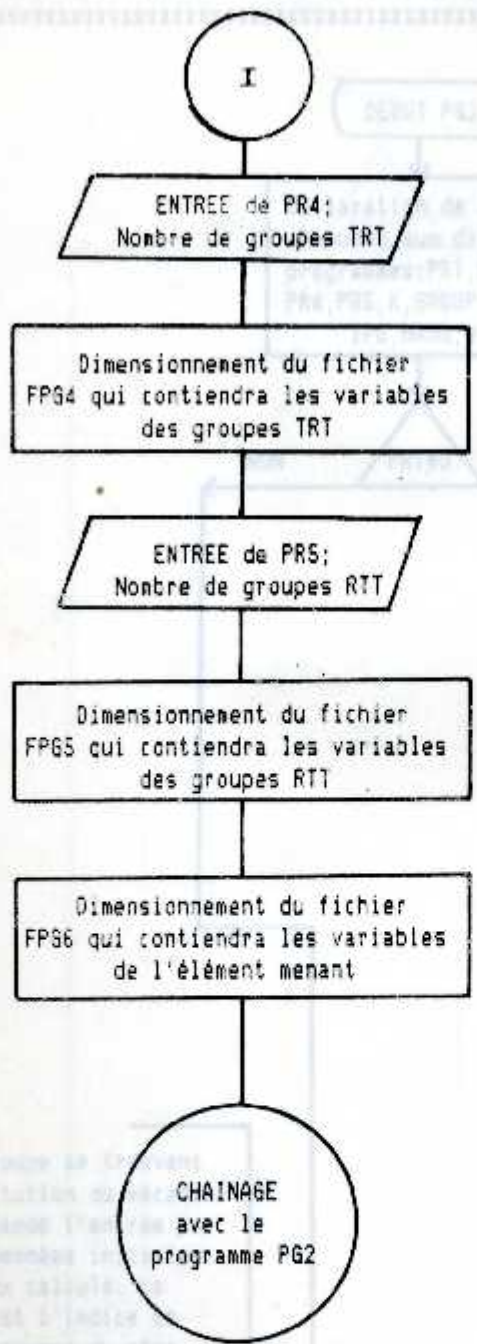 I
ENTREE de PR4;
Nombre de groupes TRT
Dimensionnement du fichier
FPG4 qui contiendra les variables
des groupes TRT
ENTREE de PR5;
Nombre de groupes RTT
Dimensionnement du fichier
FPG5 qui contiendra les variables
des groupes RTT
Dimensionnement du fichier
FPG6 qui contiendra les variables
de l'élément menant
CHAINAGE
avec le
programme PG2